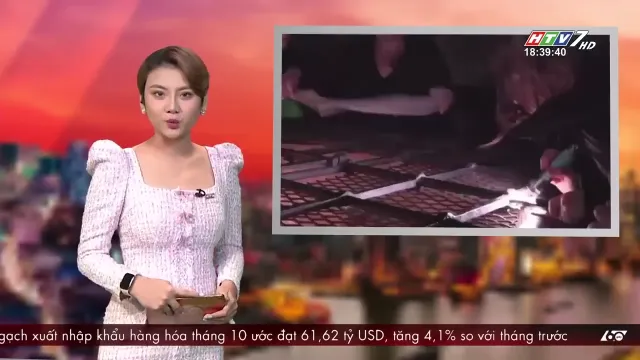 HTV7 HD
18:39:40
gạch xuất nhập khẩu hàng hóa tháng 10 ước đạt 61,62 tỷ USD, tăng 4,1% so với tháng trước